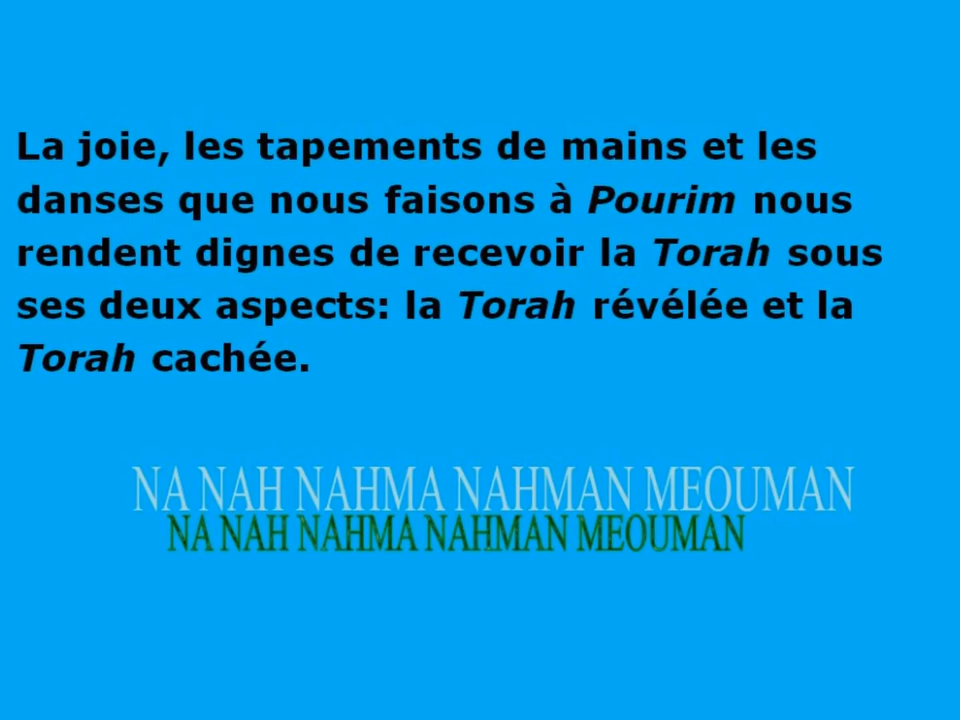 La joie, les tapements de mains et les
danses que nous faisons à Pourim nous
rendent dignes de recevoir la Torah sous
ses deux aspects: la Torah révélée et la
Torah cachée.
NA NAH NAHMA NAHMAN MEOUMAN
NA NAH NAHMA NAHMAN MEOUMAN